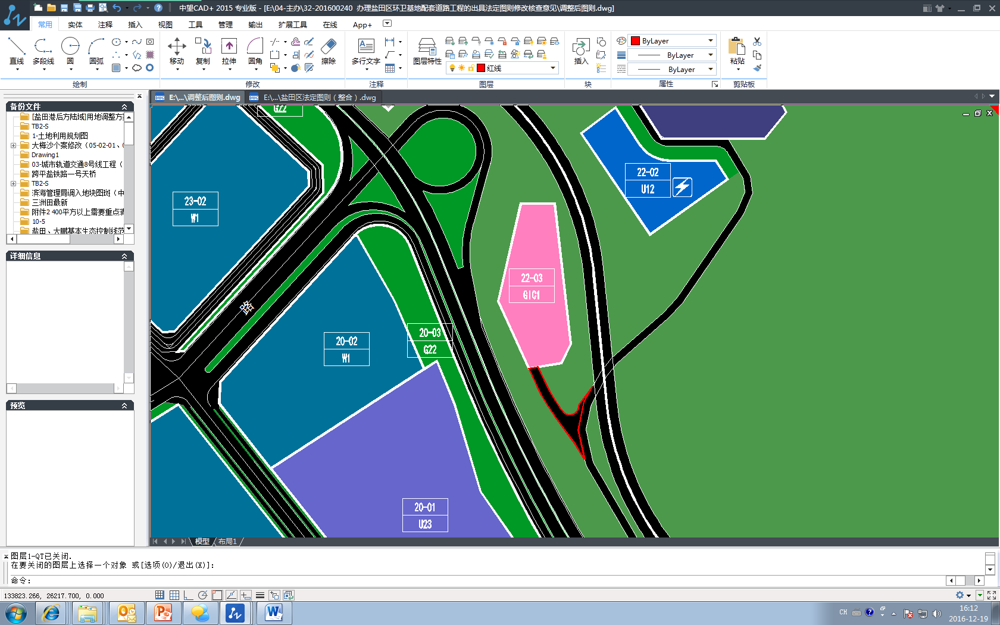 中望CAD+ 2015 专业版 - [E:\04-主办\32-201600240  办理盐田区环卫基地配套道路工程的出具法定图则修改核查意见\调整后图则.dwg]
常用 实体 注释 插入 视图 工具 管理 输出 扩展工具 在线 App+
直线 多段线 圆 圆弧 移动 复制 拉伸 圆角 擦除 多行文字 图层特性 红线 插入 ByLayer ByLayer ByLayer 粘贴
绘制 修改 注释 图层 块 属性 剪贴板
E:\...\调整后图则.dwg E:\...\盐田区法定图则（整合）.dwg
备份文件
[盐田港后方陆域]用地调整方
TB2-S
1-土地利用规划图
大梅沙个案修改（05-02-01、
Drawing1
03-城市轨道交通8号线工程（
跨平盐铁路一号天桥
TB2-S
滨海管理局调入地块图斑（中
三洲田最新
附件2 400平方以上需要重点
10-5
盐田、大鹏基本生态控制线范
详细信息
预览
G22
22-02
U12
23-02
W1
22-03
GIC1
路
20-03
G22
20-02
W1
20-01
U23
模型 布局1
图层1-QT已关闭.
在要关闭的图层上选择一个对象 或[选项(O)/退出(X)]:
命令:
133823.266, 26217.700, 0.000
CH
16:12
2016-12-19